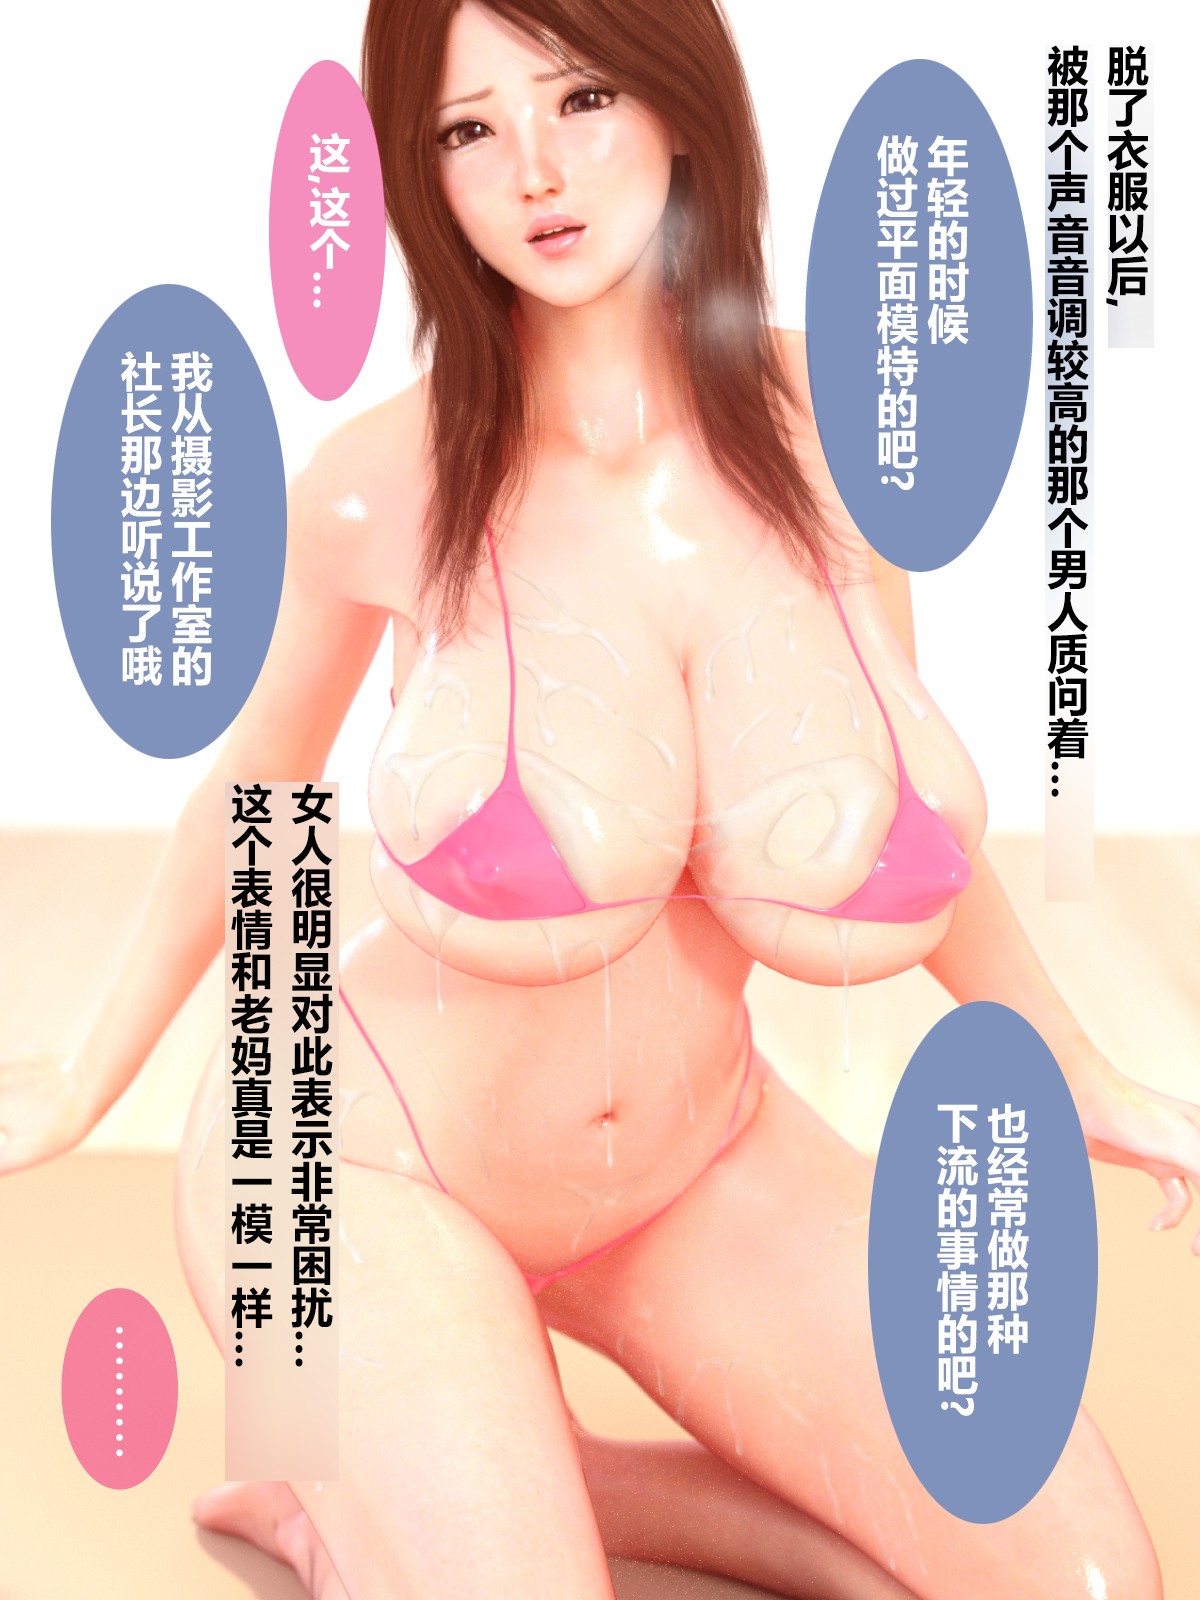 脱了衣服以后,
被那个声音音调较高的那个男人质问着…
年轻的时候
做过平面模特的吧?
这,这个…
我从摄影工作室的
社长那边听说了哦
也经常做那种
下流的事情的吧?
女人很明显对此表示非常困扰…
这个表情和老妈真是一模一样…
………